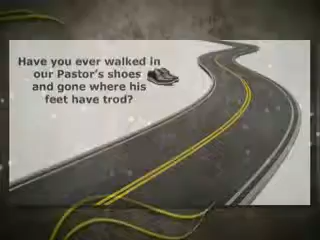 Have you ever walked in
our Pastor's shoes
and gone where his
feet have trod?